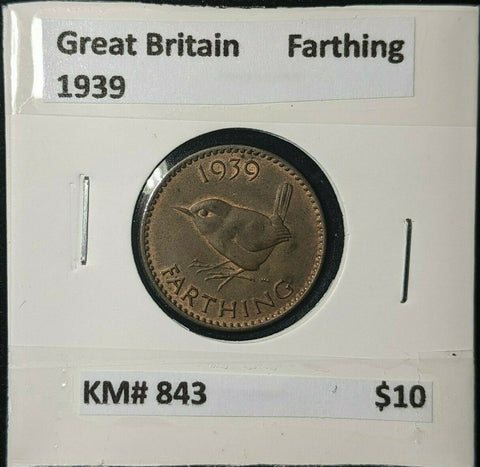 Great Britain Farthing
1939
1939
FARTHING
KM# 843 $10